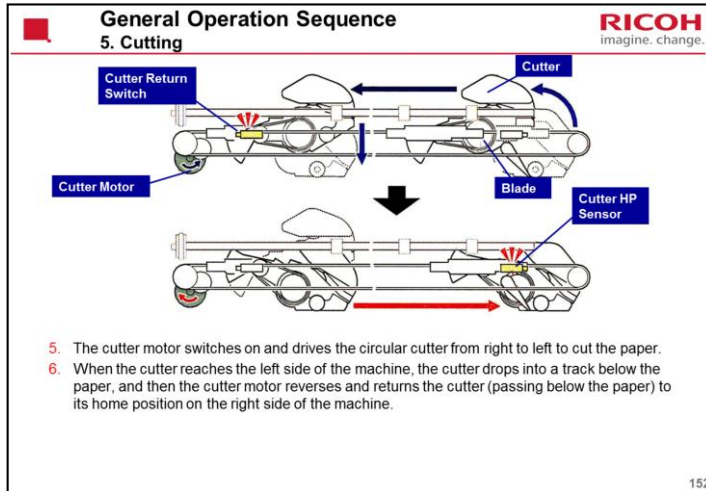 General Operation Sequence
5. Cutting
RICOH
imagine. change.
Cutter
Cutter Return
Switch
Cutter Motor
Blade
Cutter HP
Sensor
5. The cutter motor switches on and drives the circular cutter from right to left to cut the paper.
6. When the cutter reaches the left side of the machine, the cutter drops into a track below the
paper, and then the cutter motor reverses and returns the cutter (passing below the paper) to
its home position on the right side of the machine.
152